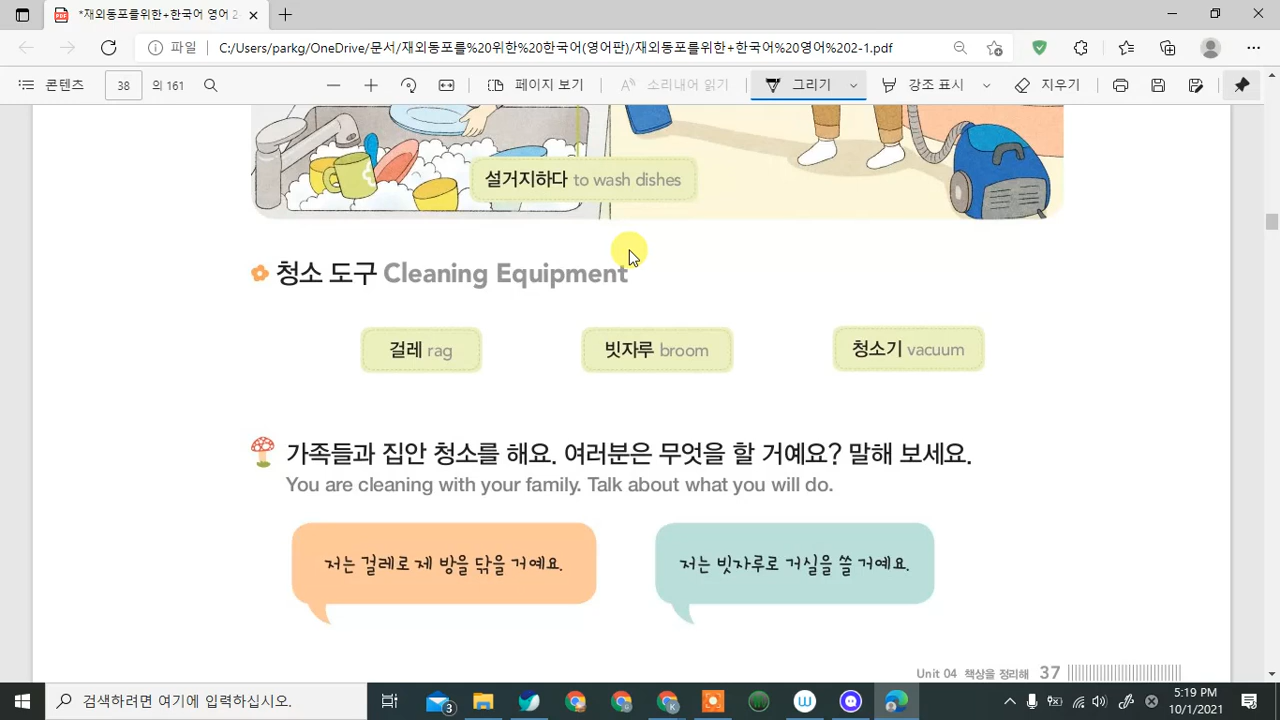 *재외동포를위한+한국어 영어 2-
파일
C:/Users/parkg/OneDrive/문서/재외동포를%20위한%20한국어(영어판)/재외동포를위한+한국어%20영어%202-1.pdf
콘텐츠 38 의 161 페이지 보기 소리내어 읽기 그리기 강조 표시 지우기
설거지하다 to wash dishes
청소 도구 Cleaning Equipment
걸레 rag 빗자루 broom 청소기 vacuum
가족들과 집안 청소를 해요. 여러분은 무엇을 할 거예요? 말해 보세요.
You are cleaning with your family. Talk about what you will do.
저는 걸레로 제 방을 닦을 거예요.
저는 빗자루로 거실을 쓸 거예요.
Unit 04 책상을 정리해 37
검색하려면 여기에 입력하십시오.
3
5:19 PM
10/1/2021